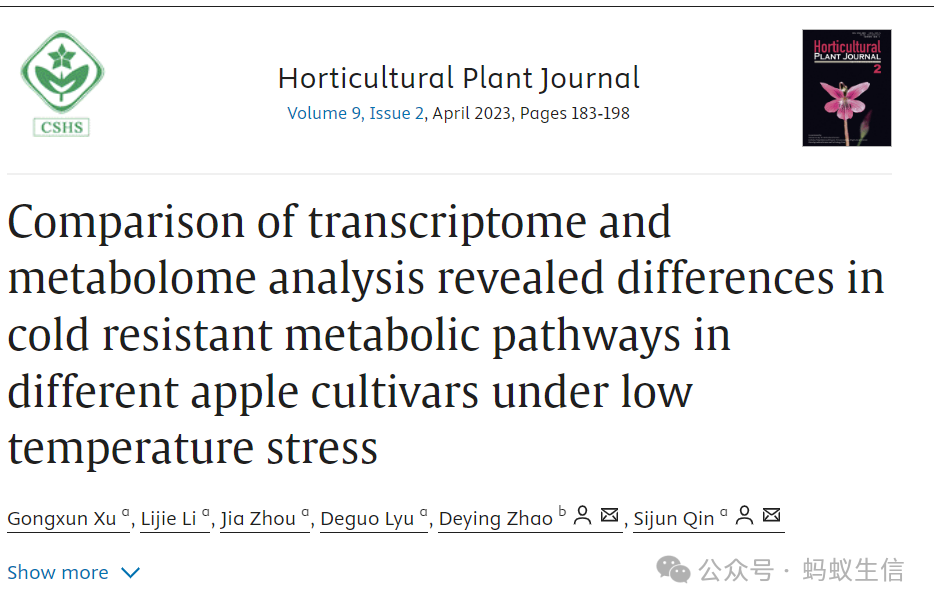 CSHS
Horticultural Plant Journal
Volume 9, Issue 2, April 2023, Pages 183-198
Horticultural
PLANT JOURNAL
2
Comparison of transcriptome and
metabolome analysis revealed differences in
cold resistant metabolic pathways in
different apple cultivars under low
temperature stress
Gongxun Xu a, Lijie Li a, Jia Zhou a, Deguo Lyu a, Deying Zhao b, Sijun Qin a
Show more
公众号 · 蚂蚁生信